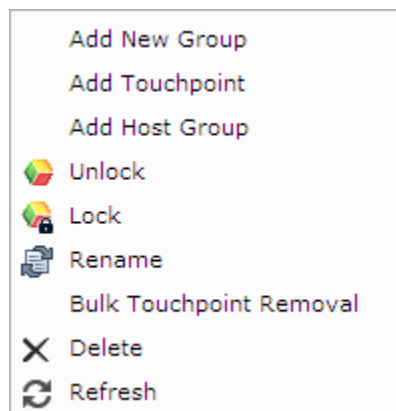 Add New Group
Add Touchpoint
Add Host Group
Unlock
Lock
Rename
Bulk Touchpoint Removal
Delete
Refresh